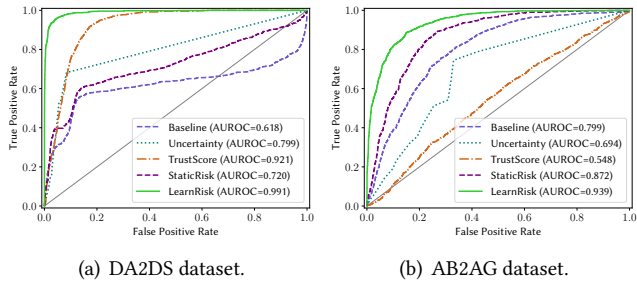 1.0
0.8
0.6
0.4
0.2
0.0
True Positive Rate
Baseline (AUROC=0.618)
Uncertainty (AUROC=0.799)
TrustScore (AUROC=0.921)
StaticRisk (AUROC=0.720)
LearnRisk (AUROC=0.991)
0.0 0.2 0.4 0.6 0.8 1.0
False Positive Rate
(a) DA2DS dataset.
1.0
0.8
0.6
0.4
0.2
0.0
True Positive Rate
Baseline (AUROC=0.799)
Uncertainty (AUROC=0.694)
TrustScore (AUROC=0.548)
StaticRisk (AUROC=0.872)
LearnRisk (AUROC=0.939)
0.0 0.2 0.4 0.6 0.8 1.0
False Positive Rate
(b) AB2AG dataset.